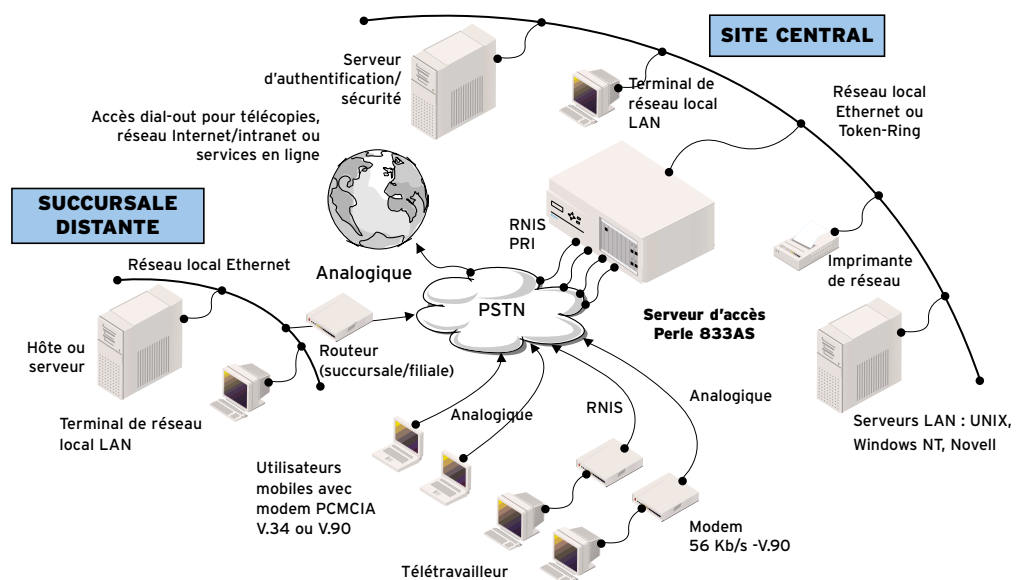 SITE CENTRAL
Serveur
d'authentification/
sécurité
Terminal de
réseau local
LAN
Réseau local
Ethernet ou
Token-Ring
Accès dial-out pour télécopies,
réseau Internet/intranet ou
services en ligne
SUCCURSALE
DISTANTE
RNIS
PRI
Réseau local Ethernet
Analogique
Imprimante
de réseau
PSTN
Serveur d'accès
Perle 833AS
Hôte ou
serveur
Routeur
(succursale/filiale)
Analogique
RNIS
Analogique
Terminal de réseau
local LAN
Serveurs LAN : UNIX,
Windows NT, Novell
Utilisateurs
mobiles avec
modem PCMCIA
V.34 ou V.90
Modem
56 Kb/s -V.90
Télétravailleur